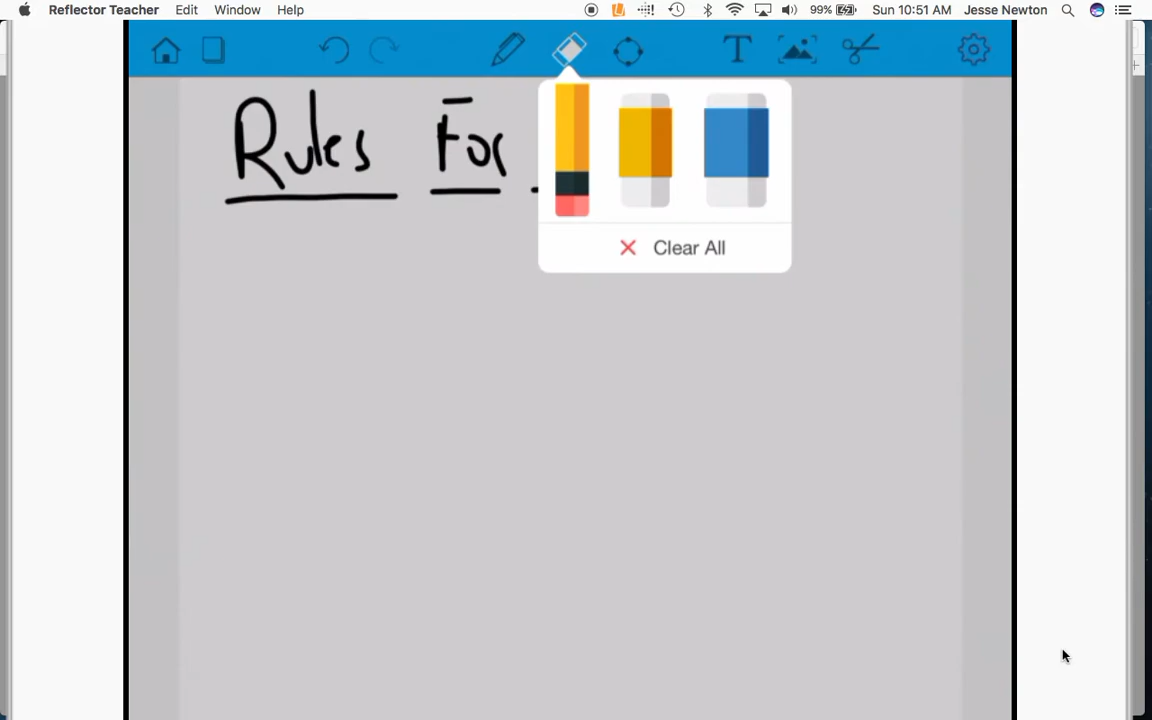 Reflector Teacher Edit Window Help 99% Sun 10:51 AM Jesse Newton
T
Rules For
Clear All